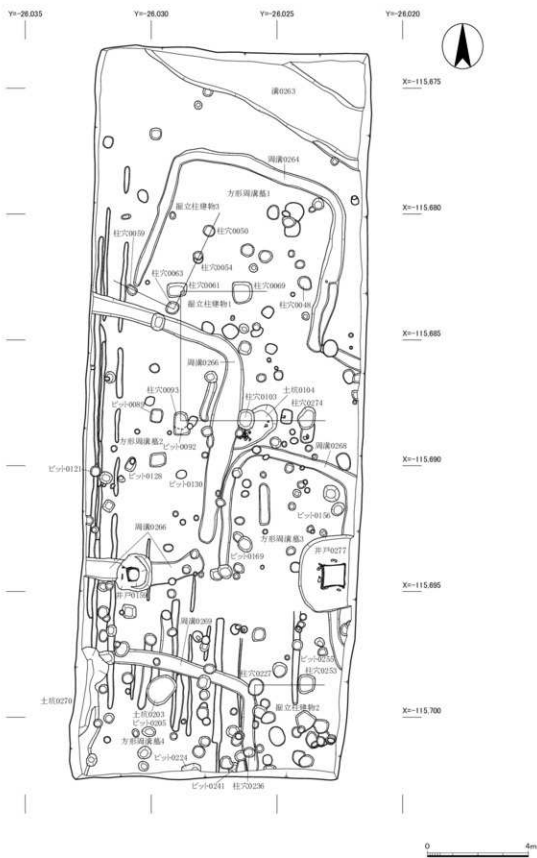 Y=-26,035
Y=-26,030
Y=-26,025
Y=-26,020
X=-115,675
溝0263
周溝0264
方形周溝墓1
X=-115,680
掘立柱建物3
柱穴0059
柱穴0050
柱穴0054
柱穴0063
柱穴0061
柱穴0069
柱穴0048
掘立柱建物1
X=-115,685
周溝0266
柱穴0093
土坑0104
柱穴0103
柱穴0274
方形周溝墓2
ピット0092
周溝0268
X=-115,690
ピット0121
ピット0128
ピット0130
ピット0156
周溝0206
方形周溝墓3
ピット0169
井戸0277
X=-115,695
周溝0269
ピット0255
柱穴0227
柱穴0253
土坑0270
掘立柱建物2
X=-115,700
土坑0203
ピット0205
方形周溝墓4
ピット0224
ピット0241
柱穴0236
0
4m